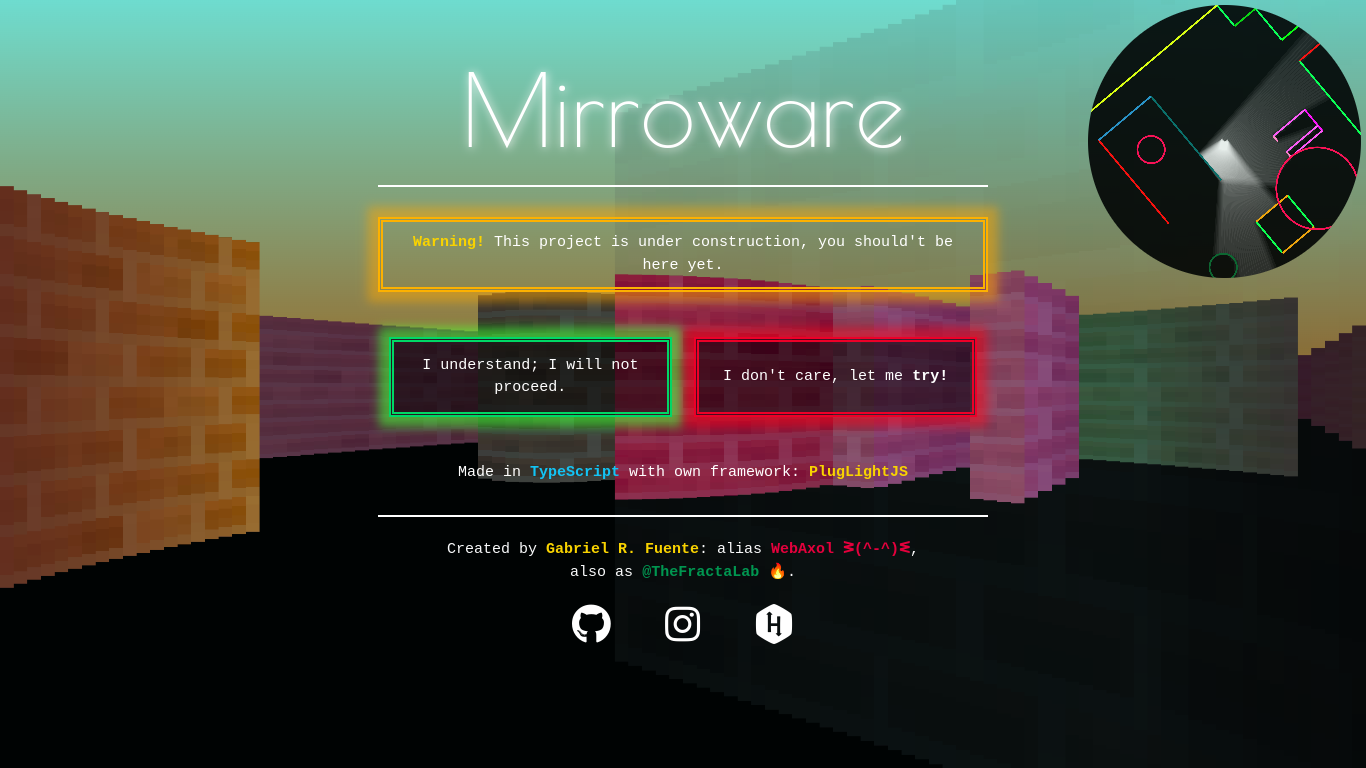 Mirroware
Warning! This project is under construction, you should't be
here yet.
I understand; I will not
proceed.
I don't care, let me try!
Made in TypeScript with own framework: PlugLightJS
Created by Gabriel R. Fuente: alias WebAxol ⋝(^-^)⋜,
also as @TheFractaLab 🔥.